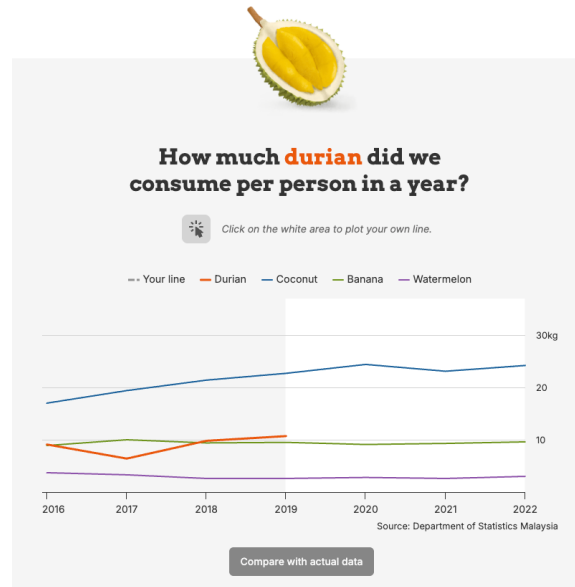 How much durian did we
consume per person in a year?
Click on the white area to plot your own line.
Your line Durian Coconut Banana Watermelon
30kg
20
10
2016 2017 2018 2019 2020 2021 2022
Source: Department of Statistics Malaysia
Compare with actual data